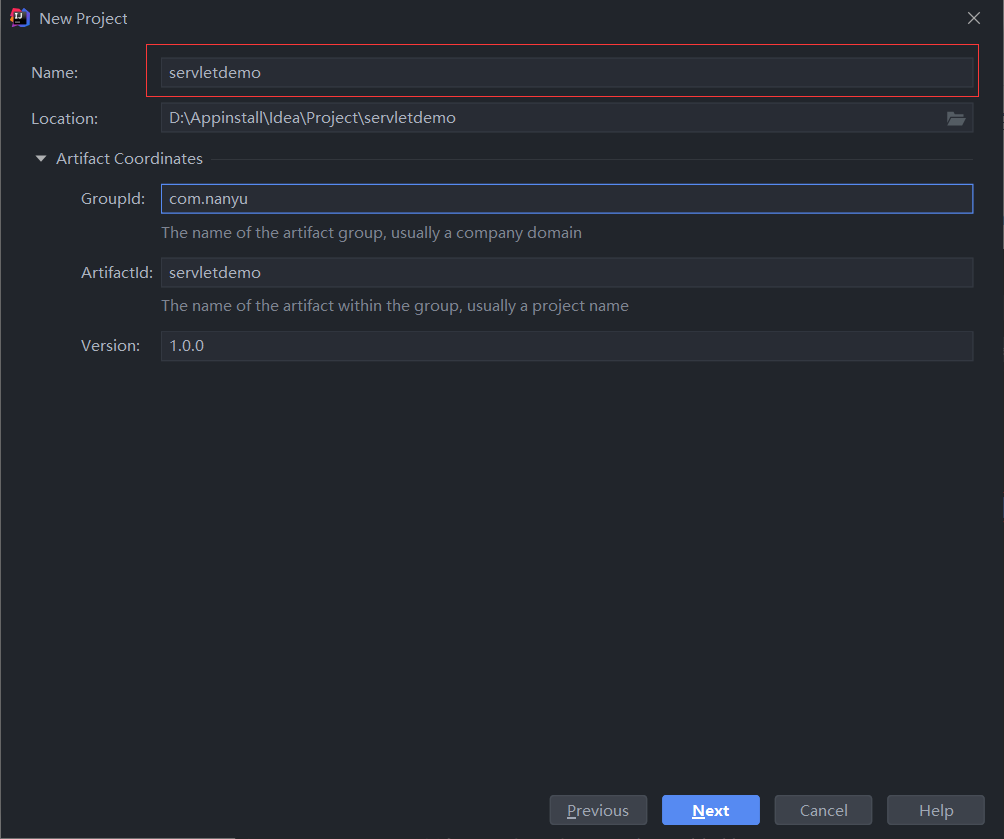 New Project
Name: servletdemo
Location: D:\Appinstall\Idea\Project\servletdemo
Artifact Coordinates
GroupId: com.nanyu
The name of the artifact group, usually a company domain
ArtifactId: servletdemo
The name of the artifact within the group, usually a project name
Version: 1.0.0
Previous Next Cancel Help